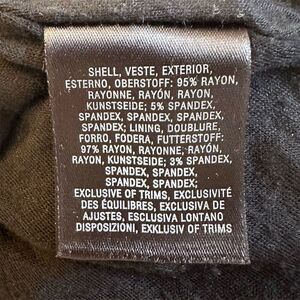 SHELL, VESTE, EXTERIOR,
ESTERNO, OBERSTOFF: 95% RAYON,
RAYONNE, RAYÓN, RAYON,
KUNSTSEIDE; 5% SPANDEX,
SPANDEX, SPANDEX, SPANDEX,
SPANDEX; LINING, DOUBLURE,
FORRO, FODERA, FUTTERSTOFF:
97% RAYON, RAYONNE, RAYÓN,
RAYON, KUNSTSEIDE; 3% SPANDEX,
SPANDEX, SPANDEX,
SPANDEX, SPANDEX
EXCLUSIVE OF TRIMS, EXCLUSIVITÉ
DES ÉQUILIBRES, EXCLUSIVA DE
AJUSTES, ESCLUSIVA LONTANO
DISPOSIZIONI, EXKLUSIV OF TRIMS